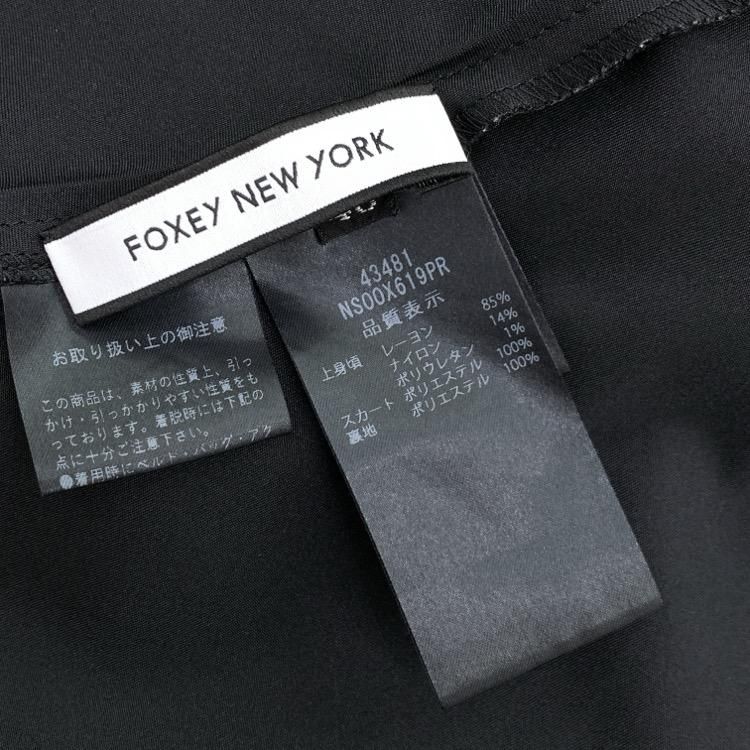 FOXEY NEW YORK
40
お取り扱い上の御注意
この商品は、素材の性質上、引っ
かけ・引っかかりやすい性質をも
っております。着脱時には下記の
点に十分ご注意下さい。
●着用時にベルト・バッグ・アク
43481
NS00X619PR
品質表示
上身頃 レーヨン 85%
ナイロン 14%
ポリウレタン 1%
スカート ポリエステル 100%
裏地 ポリエステル 100%